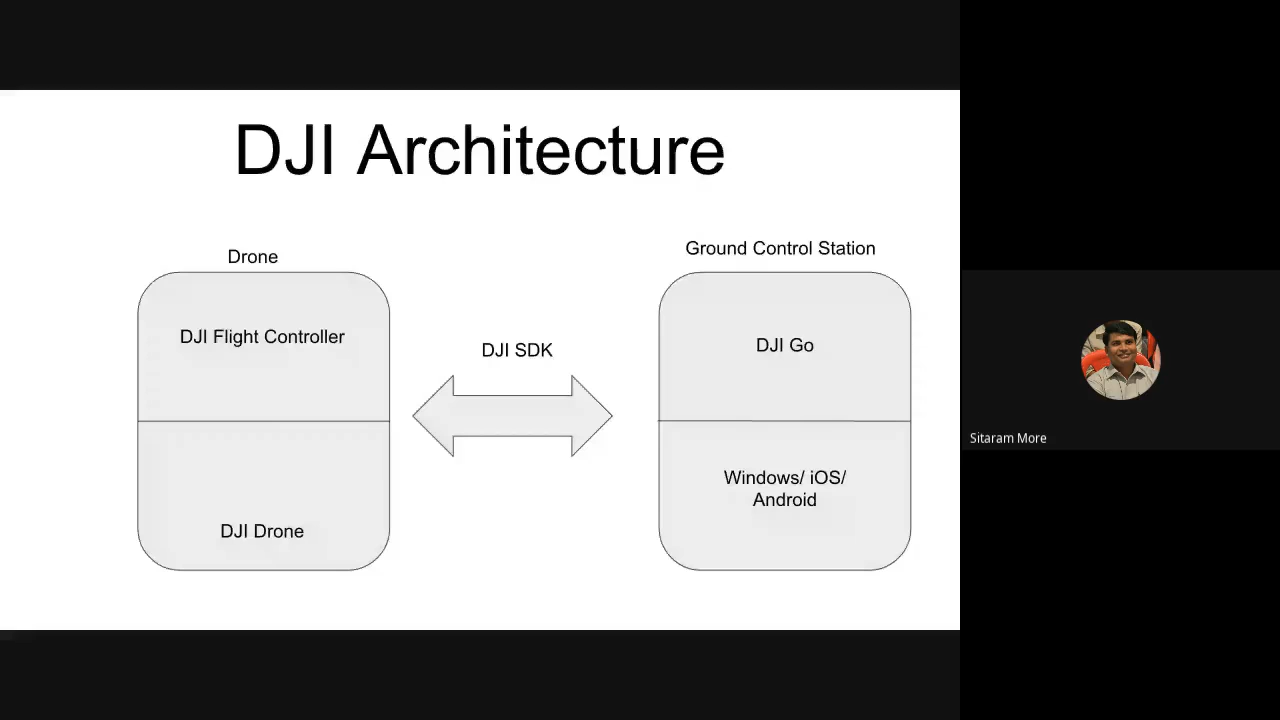 DJI Architecture
Drone
Ground Control Station
DJI Flight Controller
DJI SDK
DJI Go
Windows/ iOS/
Android
DJI Drone
Sitaram More